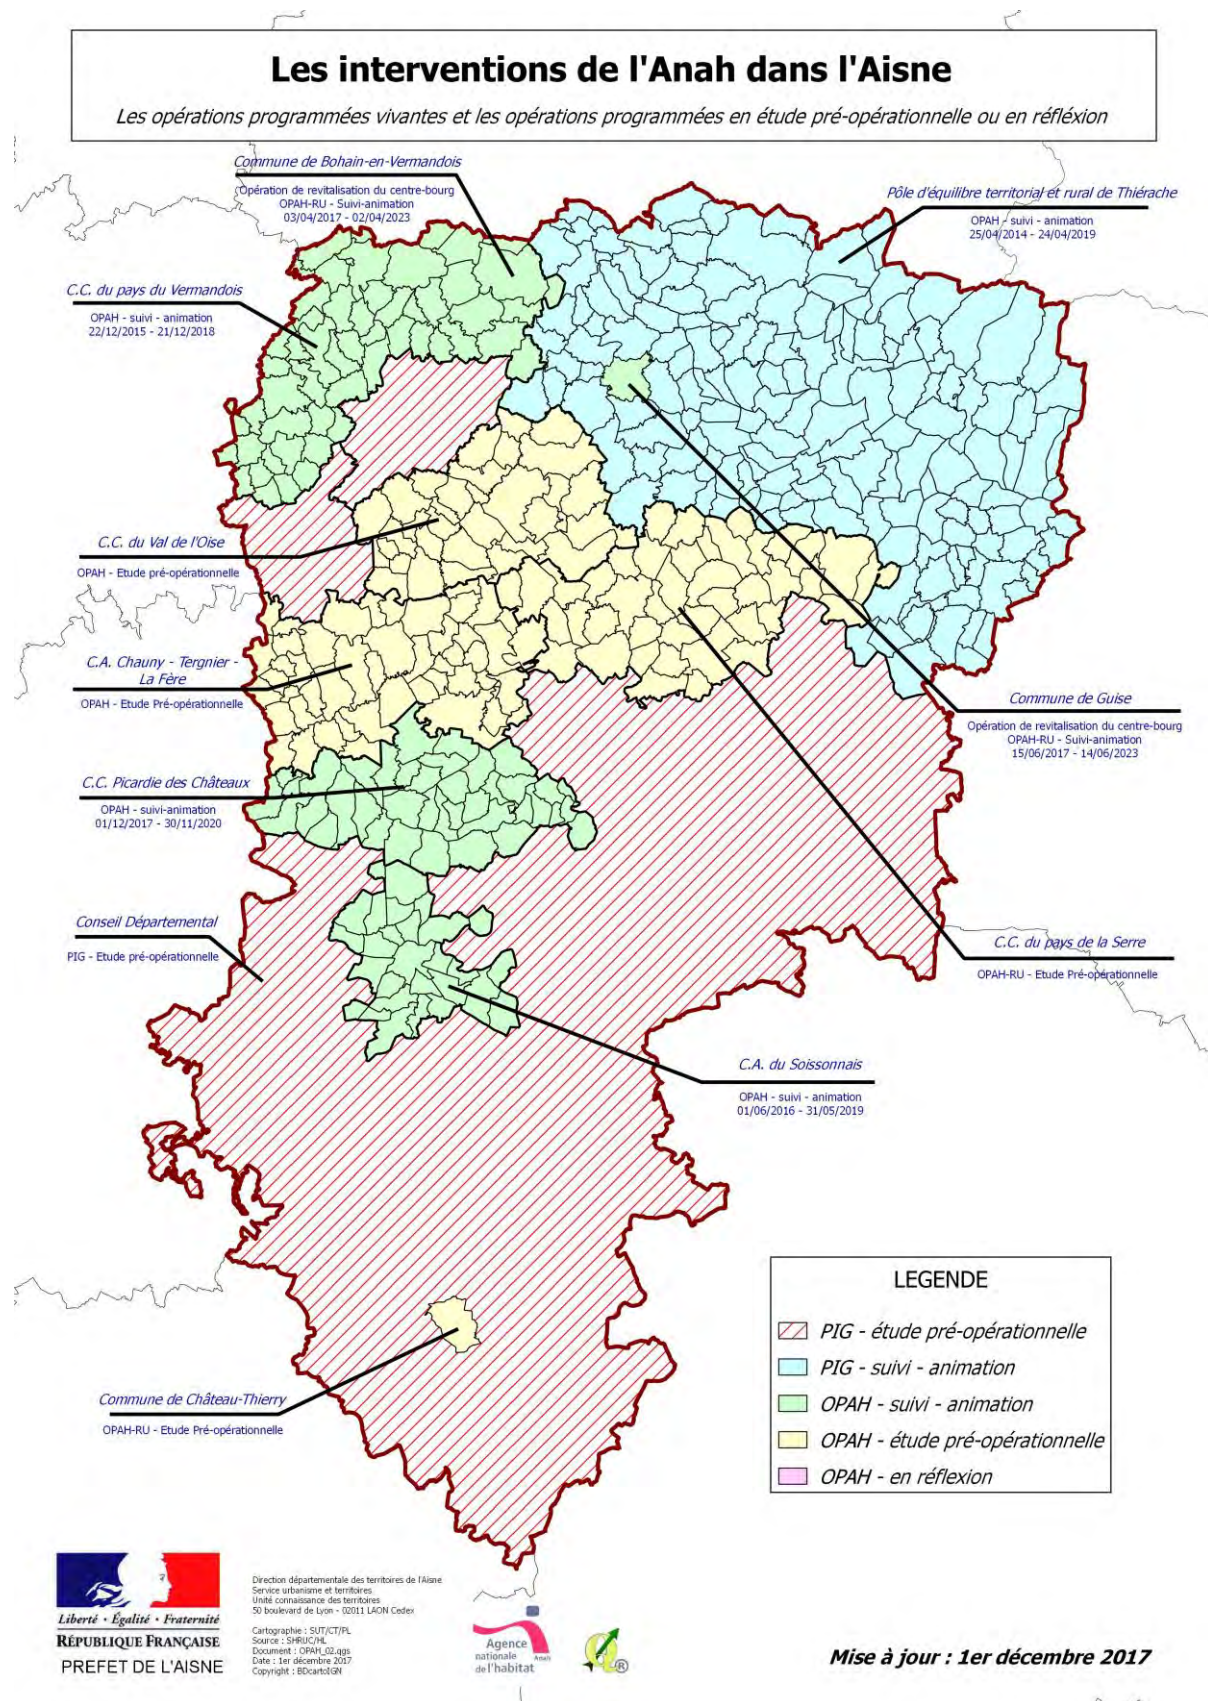 Les interventions de l'Anah dans l'Aisne
Les opérations programmées vivantes et les opérations programmées en étude pré-opérationnelle ou en réfléxion
Commune de Bohain-en-Vermandois
Opération de revitalisation du centre-bourg
OPAH-RU - Suivi-animation
03/04/2017 - 02/04/2023
Pôle d'équilibre territorial et rural de Thiérache
OPAH - suivi - animation
25/04/2014 - 24/04/2019
C.C. du pays du Vermandois
OPAH - suivi - animation
22/12/2015 - 21/12/2018
C.C. du Val de l'Oise
OPAH - Etude pré-opérationnelle
C.A. Chauny - Tergnier -
La Fère
OPAH - Etude Pré-opérationnelle
Commune de Guise
Opération de revitalisation du centre-bourg
OPAH-RU - Suivi-animation
15/06/2017 - 14/06/2023
C.C. Picardie des Châteaux
OPAH - suivi-animation
01/12/2017 - 30/11/2020
Conseil Départemental
PIG - Etude pré-opérationnelle
C.C. du pays de la Serre
OPAH-RU - Etude Pré-opérationnelle
C.A. du Soissonnais
OPAH - suivi - animation
01/06/2016 - 31/05/2019
Commune de Château-Thierry
OPAH-RU - Etude Pré-opérationnelle
LEGENDE
PIG - étude pré-opérationnelle
PIG - suivi - animation
OPAH - suivi - animation
OPAH - étude pré-opérationnelle
OPAH - en réflexion
Liberté • Égalité • Fraternité
RÉPUBLIQUE FRANÇAISE
PREFET DE L'AISNE
Direction départementale des territoires de l'Aisne
Service urbanisme et territoires
Unité connaissance des territoires
50 boulevard de Lyon - 02011 LAON Cedex
Cartographie : SUT/CT/PL
Source : SHRUC/HL
Document : OPAH_02.qgs
Date : 1er décembre 2017
Copyright : BDcartoIGN
Agence
nationale
de l'habitat
Anah
Mise à jour : 1er décembre 2017